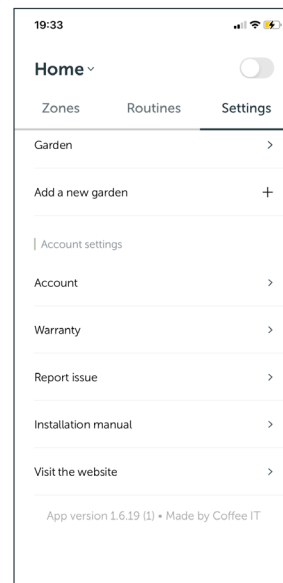 19:33
Home
Zones Routines Settings
Garden
Add a new garden
Account settings
Account
Warranty
Report issue
Installation manual
Visit the website
App version 1.6.19 (1) • Made by Coffee IT